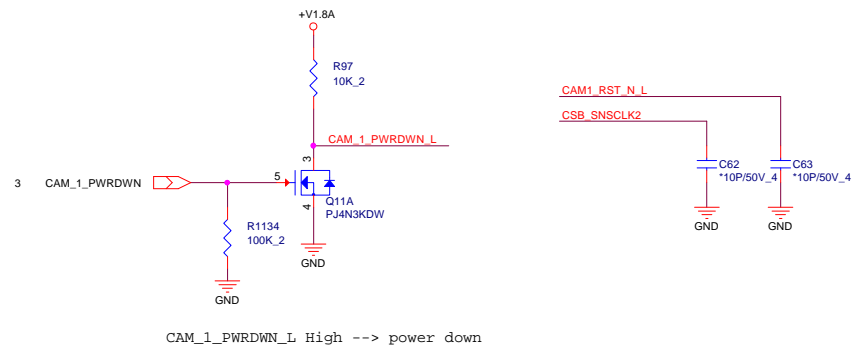 +V1.8A
R97
10K_2
CAM_1_PWRDWN_L
3
3 CAM_1_PWRDWN
5
4
Q11A
PJ4N3KDW
R1134
100K_2
GND
GND
CAM1_RST_N_L
CSB_SNSCLK2
C62
*10P/50V_4
C63
*10P/50V_4
GND
GND
CAM_1_PWRDWN_L High --> power down